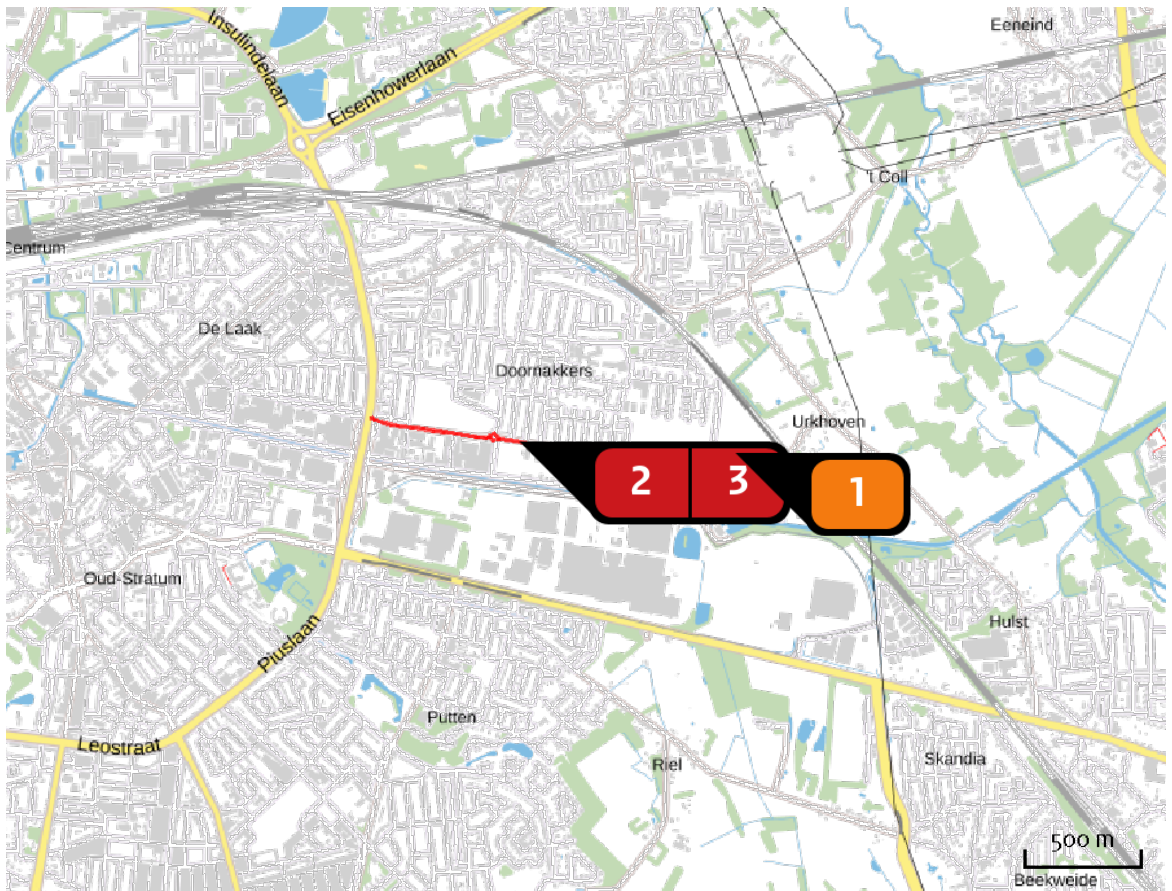 Eeneind
Insulindelaan
Eisenhowerlaan
't Coll
Centrum
De Laak
Doornakkers
Urkhoven
2
3
1
Oud-Stratum
Hulst
Piuslaan
Putten
Leostraat
Riel
Skandia
500 m
Beekweide